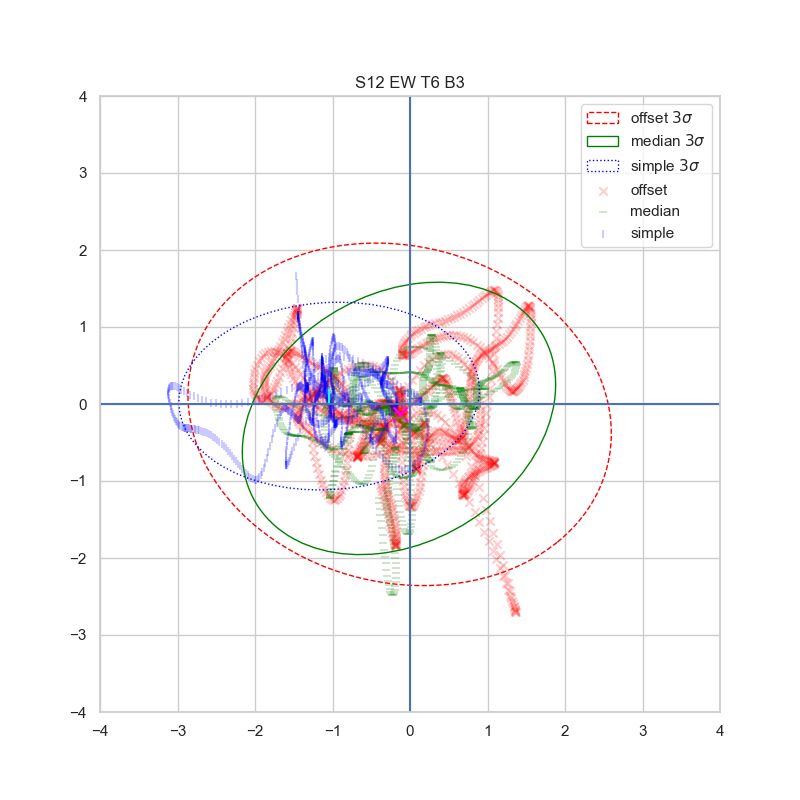 S12 EW T6 B3
offset 3σ
median 3σ
simple 3σ
offset
median
simple
4
3
2
1
0
−1
−2
−3
−4
−4 −3 −2 −1 0 1 2 3 4